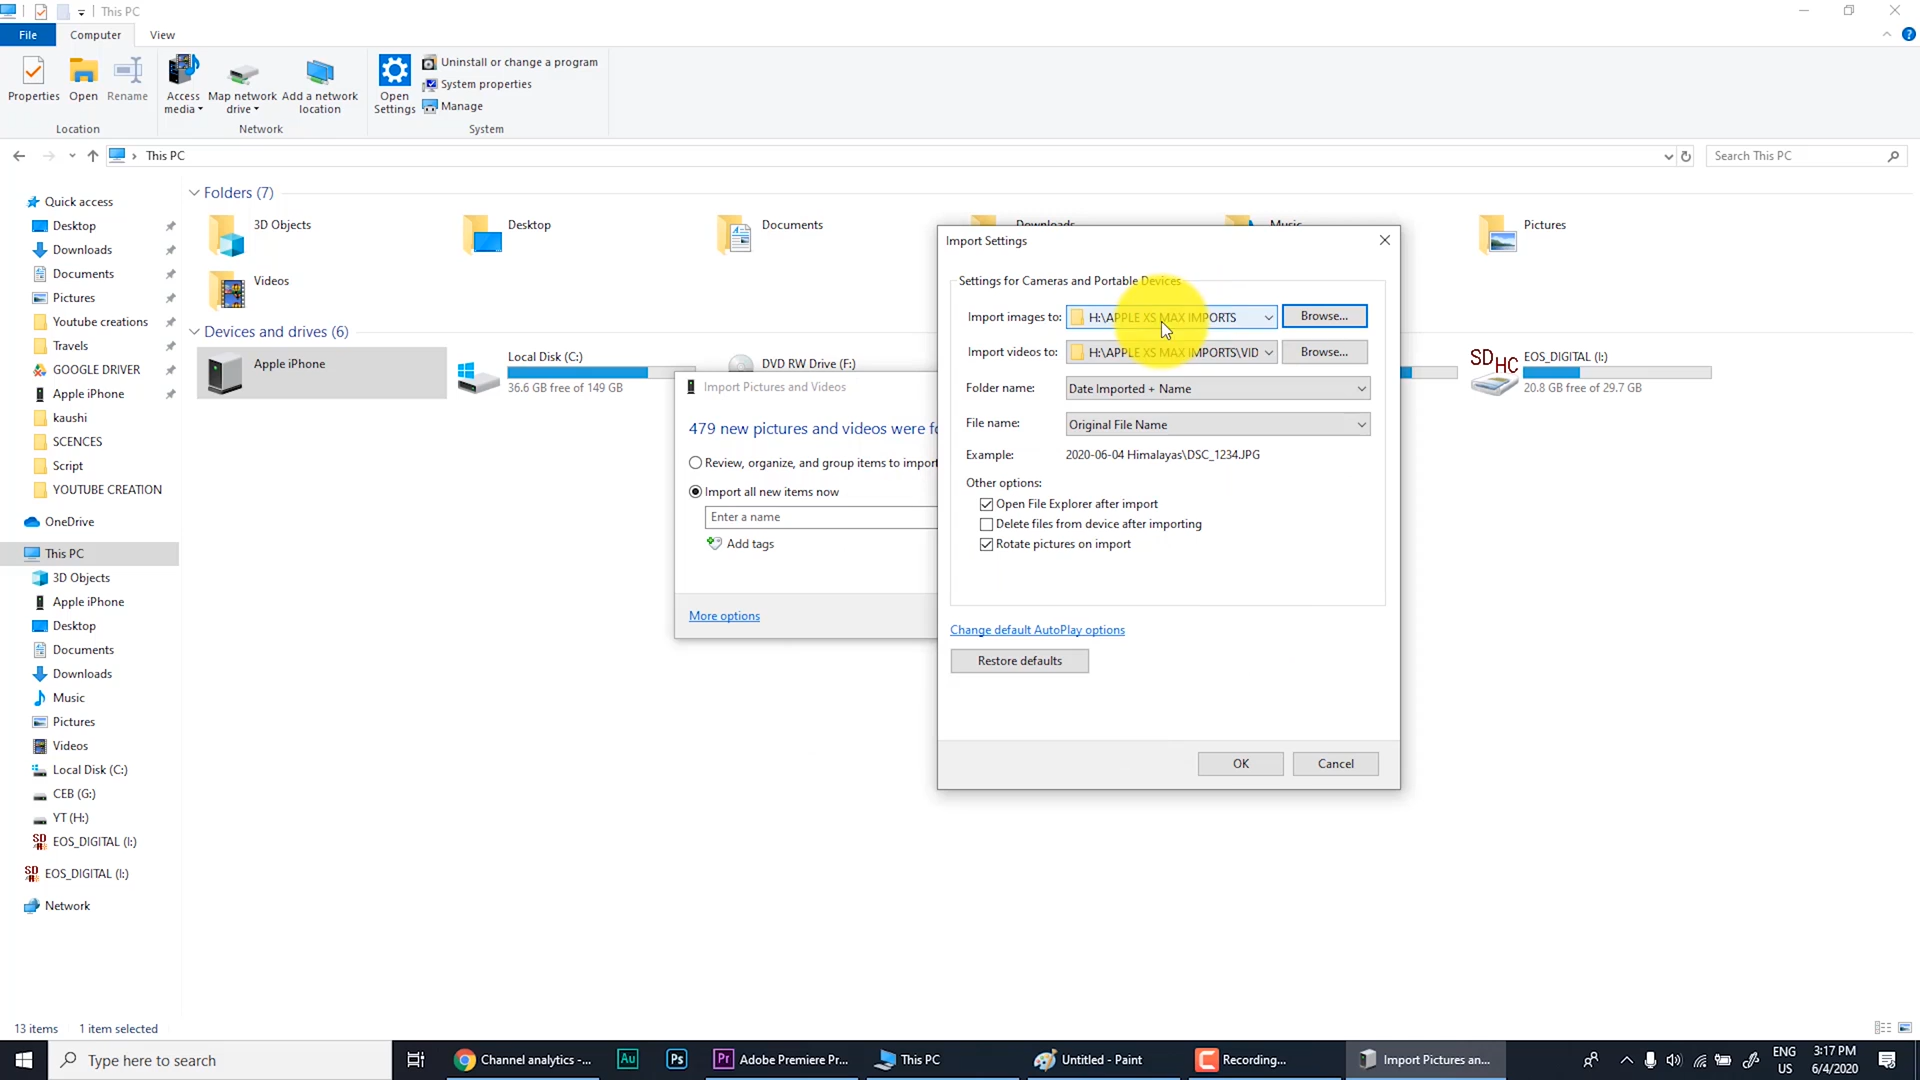 This PC
File
Computer
View
Properties
Open
Rename
Access media
Map network drive
Add a network location
Open Settings
Uninstall or change a program
System properties
Manage
Location
Network
System
This PC
Search This PC
Quick access
Desktop
Downloads
Documents
Pictures
Youtube creations
Travels
GOOGLE DRIVER
Apple iPhone
kaushi
SCENCES
Script
YOUTUBE CREATION
OneDrive
This PC
3D Objects
Apple iPhone
Desktop
Documents
Downloads
Music
Pictures
Videos
Local Disk (C:)
CEB (G:)
YT (H:)
EOS_DIGITAL (I:)
EOS_DIGITAL (I:)
Network
Folders (7)
3D Objects
Desktop
Documents
Downloads
Music
Pictures
Videos
Devices and drives (6)
Apple iPhone
Local Disk (C:)
36.6 GB free of 149 GB
DVD RW Drive (F:)
SDHC
EOS_DIGITAL (I:)
20.8 GB free of 29.7 GB
Import Pictures and Videos
479 new pictures and videos were fo
Review, organize, and group items to import
Import all new items now
Enter a name
Add tags
More options
Import Settings
Settings for Cameras and Portable Devices
Import images to: H:\APPLE XS MAX IMPORTS Browse...
Import videos to: H:\APPLE XS MAX IMPORTS\VID Browse...
Folder name: Date Imported + Name
File name: Original File Name
Example: 2020-06-04 Himalayas\DSC_1234.JPG
Other options:
Open File Explorer after import
Delete files from device after importing
Rotate pictures on import
Change default AutoPlay options
Restore defaults
OK Cancel
13 items 1 item selected
Type here to search
Channel analytics -...
Au
Ps
Pr Adobe Premiere Pr...
This PC
Untitled - Paint
Recording...
Import Pictures an...
ENG US
3:17 PM
6/4/2020